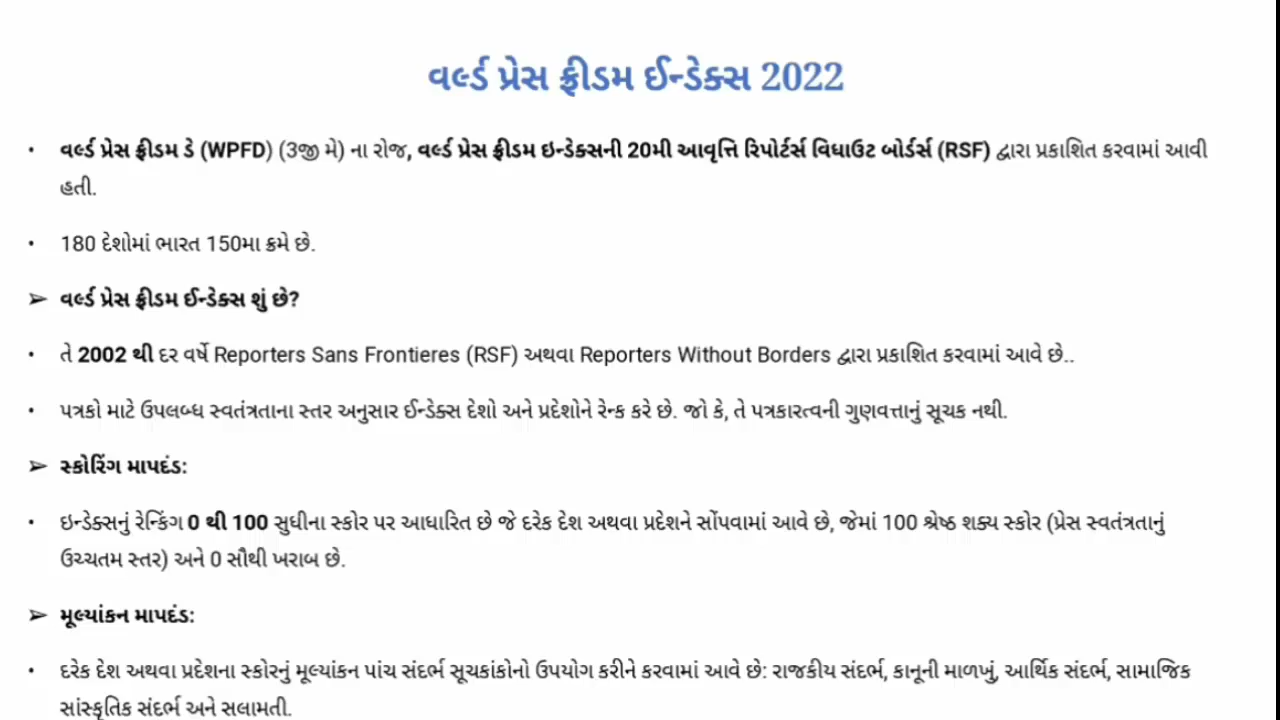 વર્લ્ડ પ્રેસ ફ્રીડમ ઈન્ડેક્સ 2022
• વર્લ્ડ પ્રેસ ફ્રીડમ ડે (WPFD) (3જી મે) ના રોજ, વર્લ્ડ પ્રેસ ફ્રીડમ ઇન્ડેક્સની 20મી આવૃત્તિ રિપોર્ટર્સ વિધાઉટ બોર્ડર્સ (RSF) દ્વારા પ્રકાશિત કરવામાં આવી
હતી.
• 180 દેશોમાં ભારત 150મા ક્રમે છે.
➢ વર્લ્ડ પ્રેસ ફ્રીડમ ઈન્ડેક્સ શું છે?
• તે 2002 થી દર વર્ષે Reporters Sans Frontieres (RSF) અથવા Reporters Without Borders દ્વારા પ્રકાશિત કરવામાં આવે છે..
• પત્રકો માટે ઉપલબ્ધ સ્વતંત્રતાના સ્તર અનુસાર ઈન્ડેક્સ દેશો અને પ્રદેશોને રેન્ક કરે છે. જો કે, તે પત્રકારત્વની ગુણવત્તાનું સૂચક નથી.
➢ સ્કોરિંગ માપદંડ:
• ઇન્ડેક્સનું રેન્કિંગ 0 થી 100 સુધીના સ્કોર પર આધારિત છે જે દરેક દેશ અથવા પ્રદેશને સોંપવામાં આવે છે, જેમાં 100 શ્રેષ્ઠ શક્ય સ્કોર (પ્રેસ સ્વતંત્રતાનું
ઉચ્ચતમ સ્તર) અને 0 સૌથી ખરાબ છે.
➢ મૂલ્યાંકન માપદંડ:
• દરેક દેશ અથવા પ્રદેશના સ્કોરનું મૂલ્યાંકન પાંચ સંદર્ભ સૂચકાંકોનો ઉપયોગ કરીને કરવામાં આવે છે: રાજકીય સંદર્ભ, કાનૂની માળખું, આર્થિક સંદર્ભ, સામાજિક
સાંસ્કૃતિક સંદર્ભ અને સલામતી.